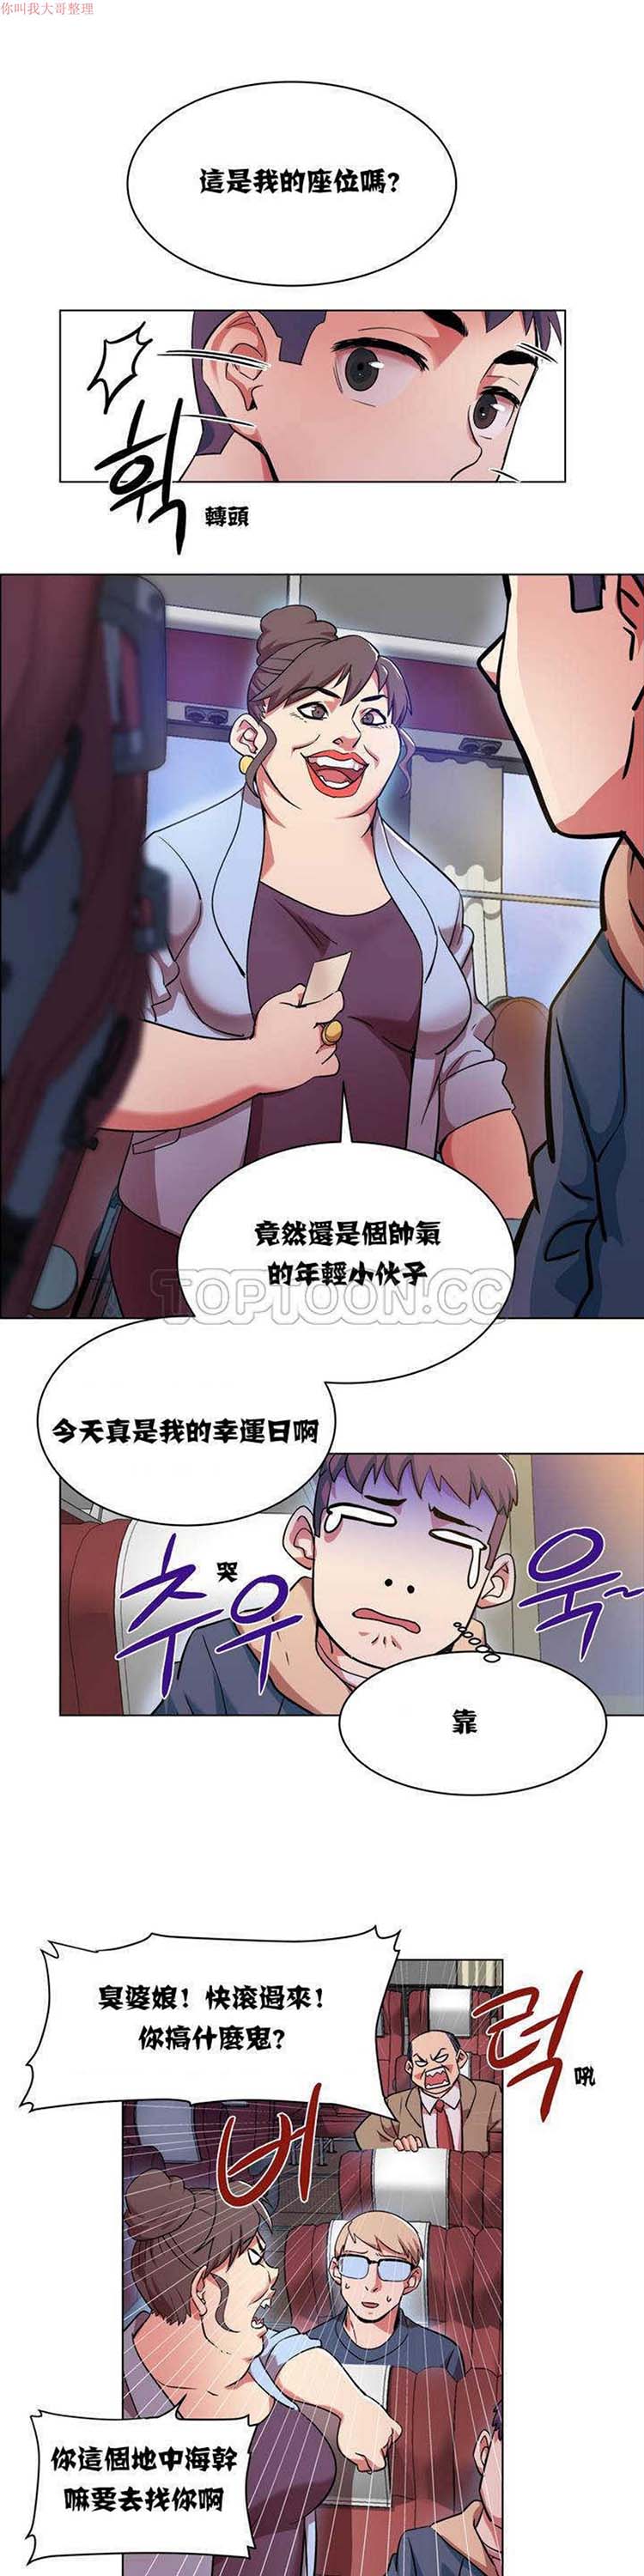 你叫我大哥整理
這是我的座位嗎?
휙
轉頭
竟然還是個帥氣
的年輕小伙子
TOPTOON.CC
今天真是我的幸運日啊
추우
哭
욱~
靠
臭婆娘! 快滾過來!
你搞什麼鬼?
럭
吼
버
你這個地中海幹
嘛要去找你啊